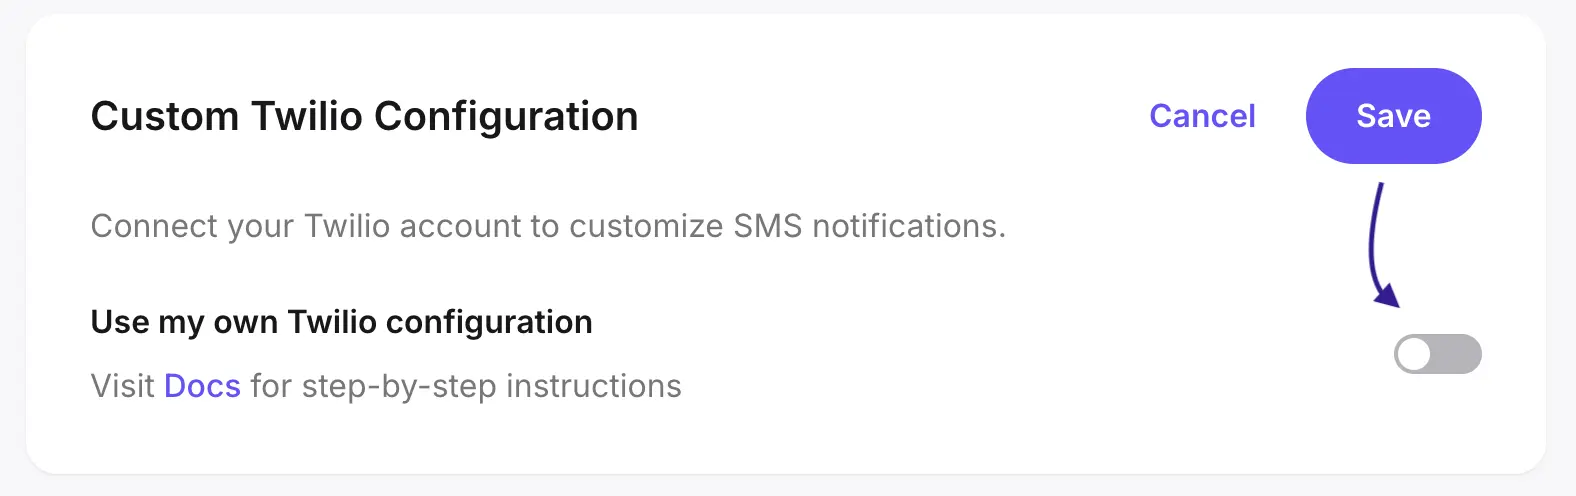 Custom Twilio Configuration
Cancel
Save
Connect your Twilio account to customize SMS notifications.
Use my own Twilio configuration
Visit Docs for step-by-step instructions